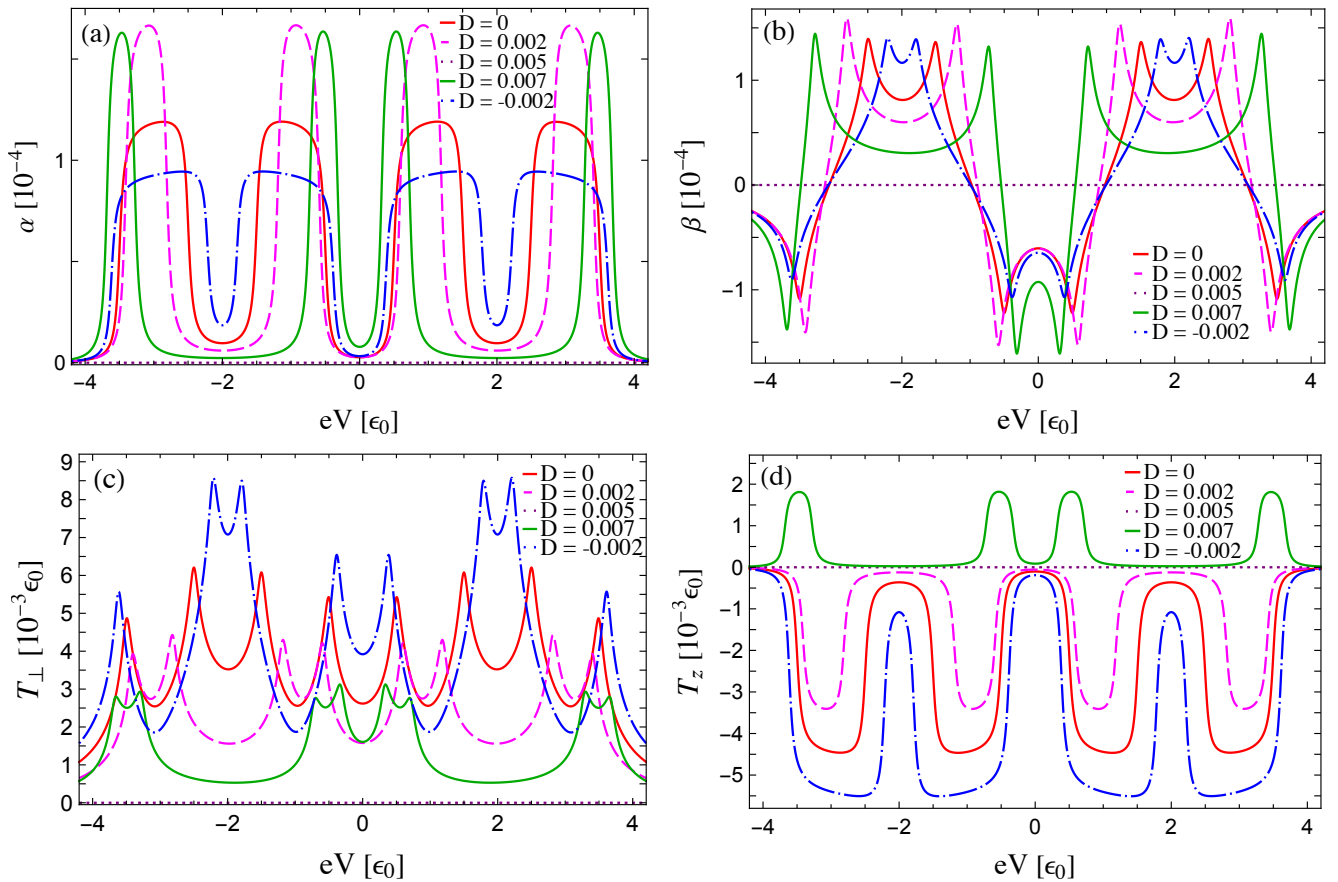 (a)
D = 0
D = 0.002
D = 0.005
D = 0.007
D = -0.002
1
0
α [10⁻⁴]
−4 −2 0 2 4
eV [ϵ₀]
(b)
1
0
−1
β [10⁻⁴]
D = 0
D = 0.002
D = 0.005
D = 0.007
D = -0.002
−4 −2 0 2 4
eV [ϵ₀]
(c)
D = 0
D = 0.002
D = 0.005
D = 0.007
D = -0.002
9
8
7
6
5
4
3
2
1
0
T⊥ [10⁻³ϵ₀]
−4 −2 0 2 4
eV [ϵ₀]
(d)
D = 0
D = 0.002
D = 0.005
D = 0.007
D = -0.002
2
1
0
−1
−2
−3
−4
−5
T_z [10⁻³ϵ₀]
−4 −2 0 2 4
eV [ϵ₀]